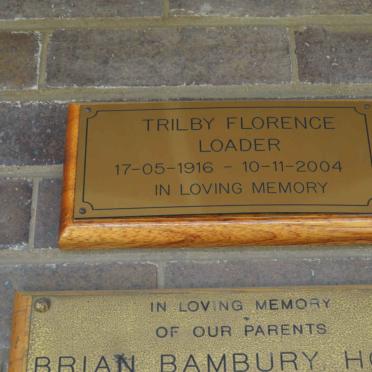 TRILBY FLORENCE
LOADER
17-05-1916 - 10-11-2004
IN LOVING MEMORY
IN LOVING MEMORY
OF OUR PARENTS
BRIAN BAMBURY